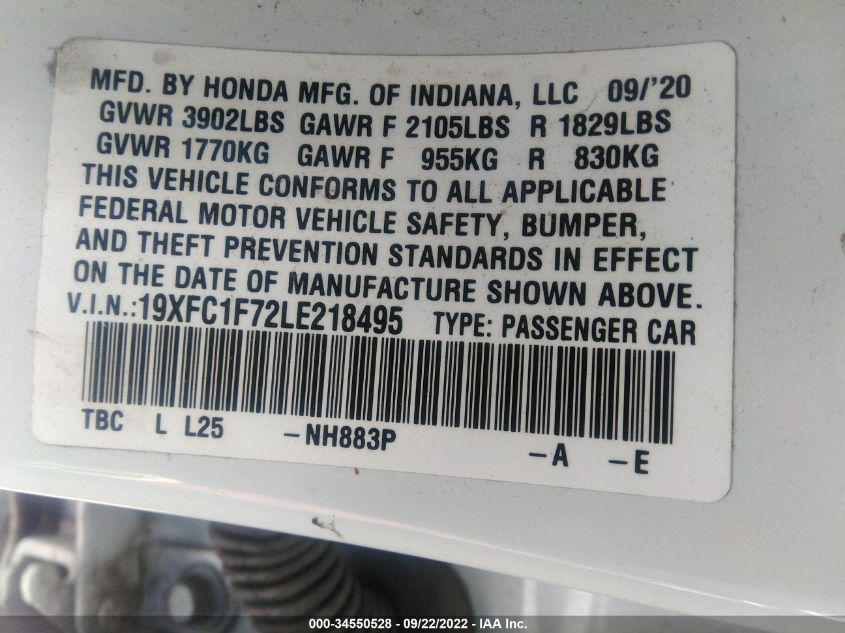 MFD. BY HONDA MFG. OF INDIANA, LLC 09/'20
GVWR 3902LBS GAWR F 2105LBS R 1829LBS
GVWR 1770KG GAWR F 955KG R 830KG
THIS VEHICLE CONFORMS TO ALL APPLICABLE
FEDERAL MOTOR VEHICLE SAFETY, BUMPER,
AND THEFT PREVENTION STANDARDS IN EFFECT
ON THE DATE OF MANUFACTURE SHOWN ABOVE.
V.I.N.:19XFC1F72LE218495 TYPE: PASSENGER CAR
TBC L L25 -NH883P -A -E
000-34550528 - 09/22/2022 - IAA Inc.